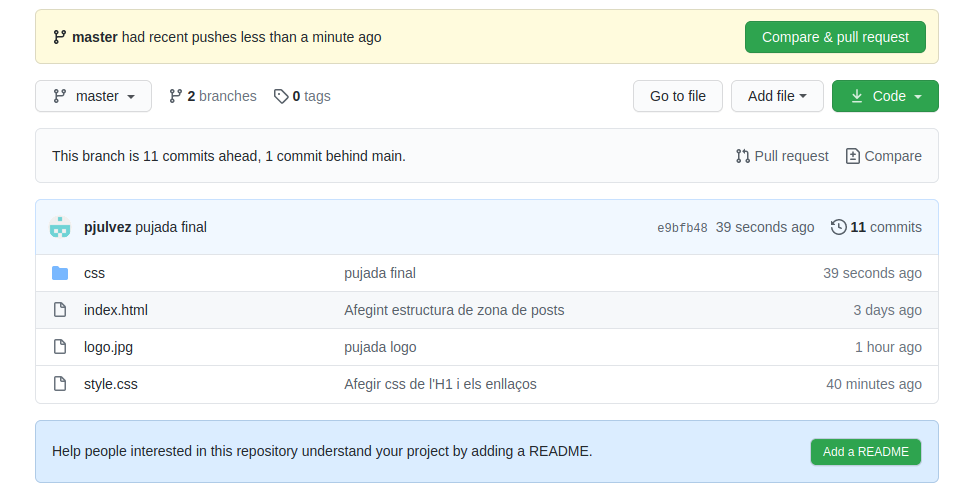 master had recent pushes less than a minute ago Compare & pull request
master 2 branches 0 tags Go to file Add file Code
This branch is 11 commits ahead, 1 commit behind main. Pull request Compare
pjulvez pujada final e9bfb48 39 seconds ago 11 commits
css pujada final 39 seconds ago
index.html Afegint estructura de zona de posts 3 days ago
logo.jpg pujada logo 1 hour ago
style.css Afegir css de l'H1 i els enllaços 40 minutes ago
Help people interested in this repository understand your project by adding a README. Add a README